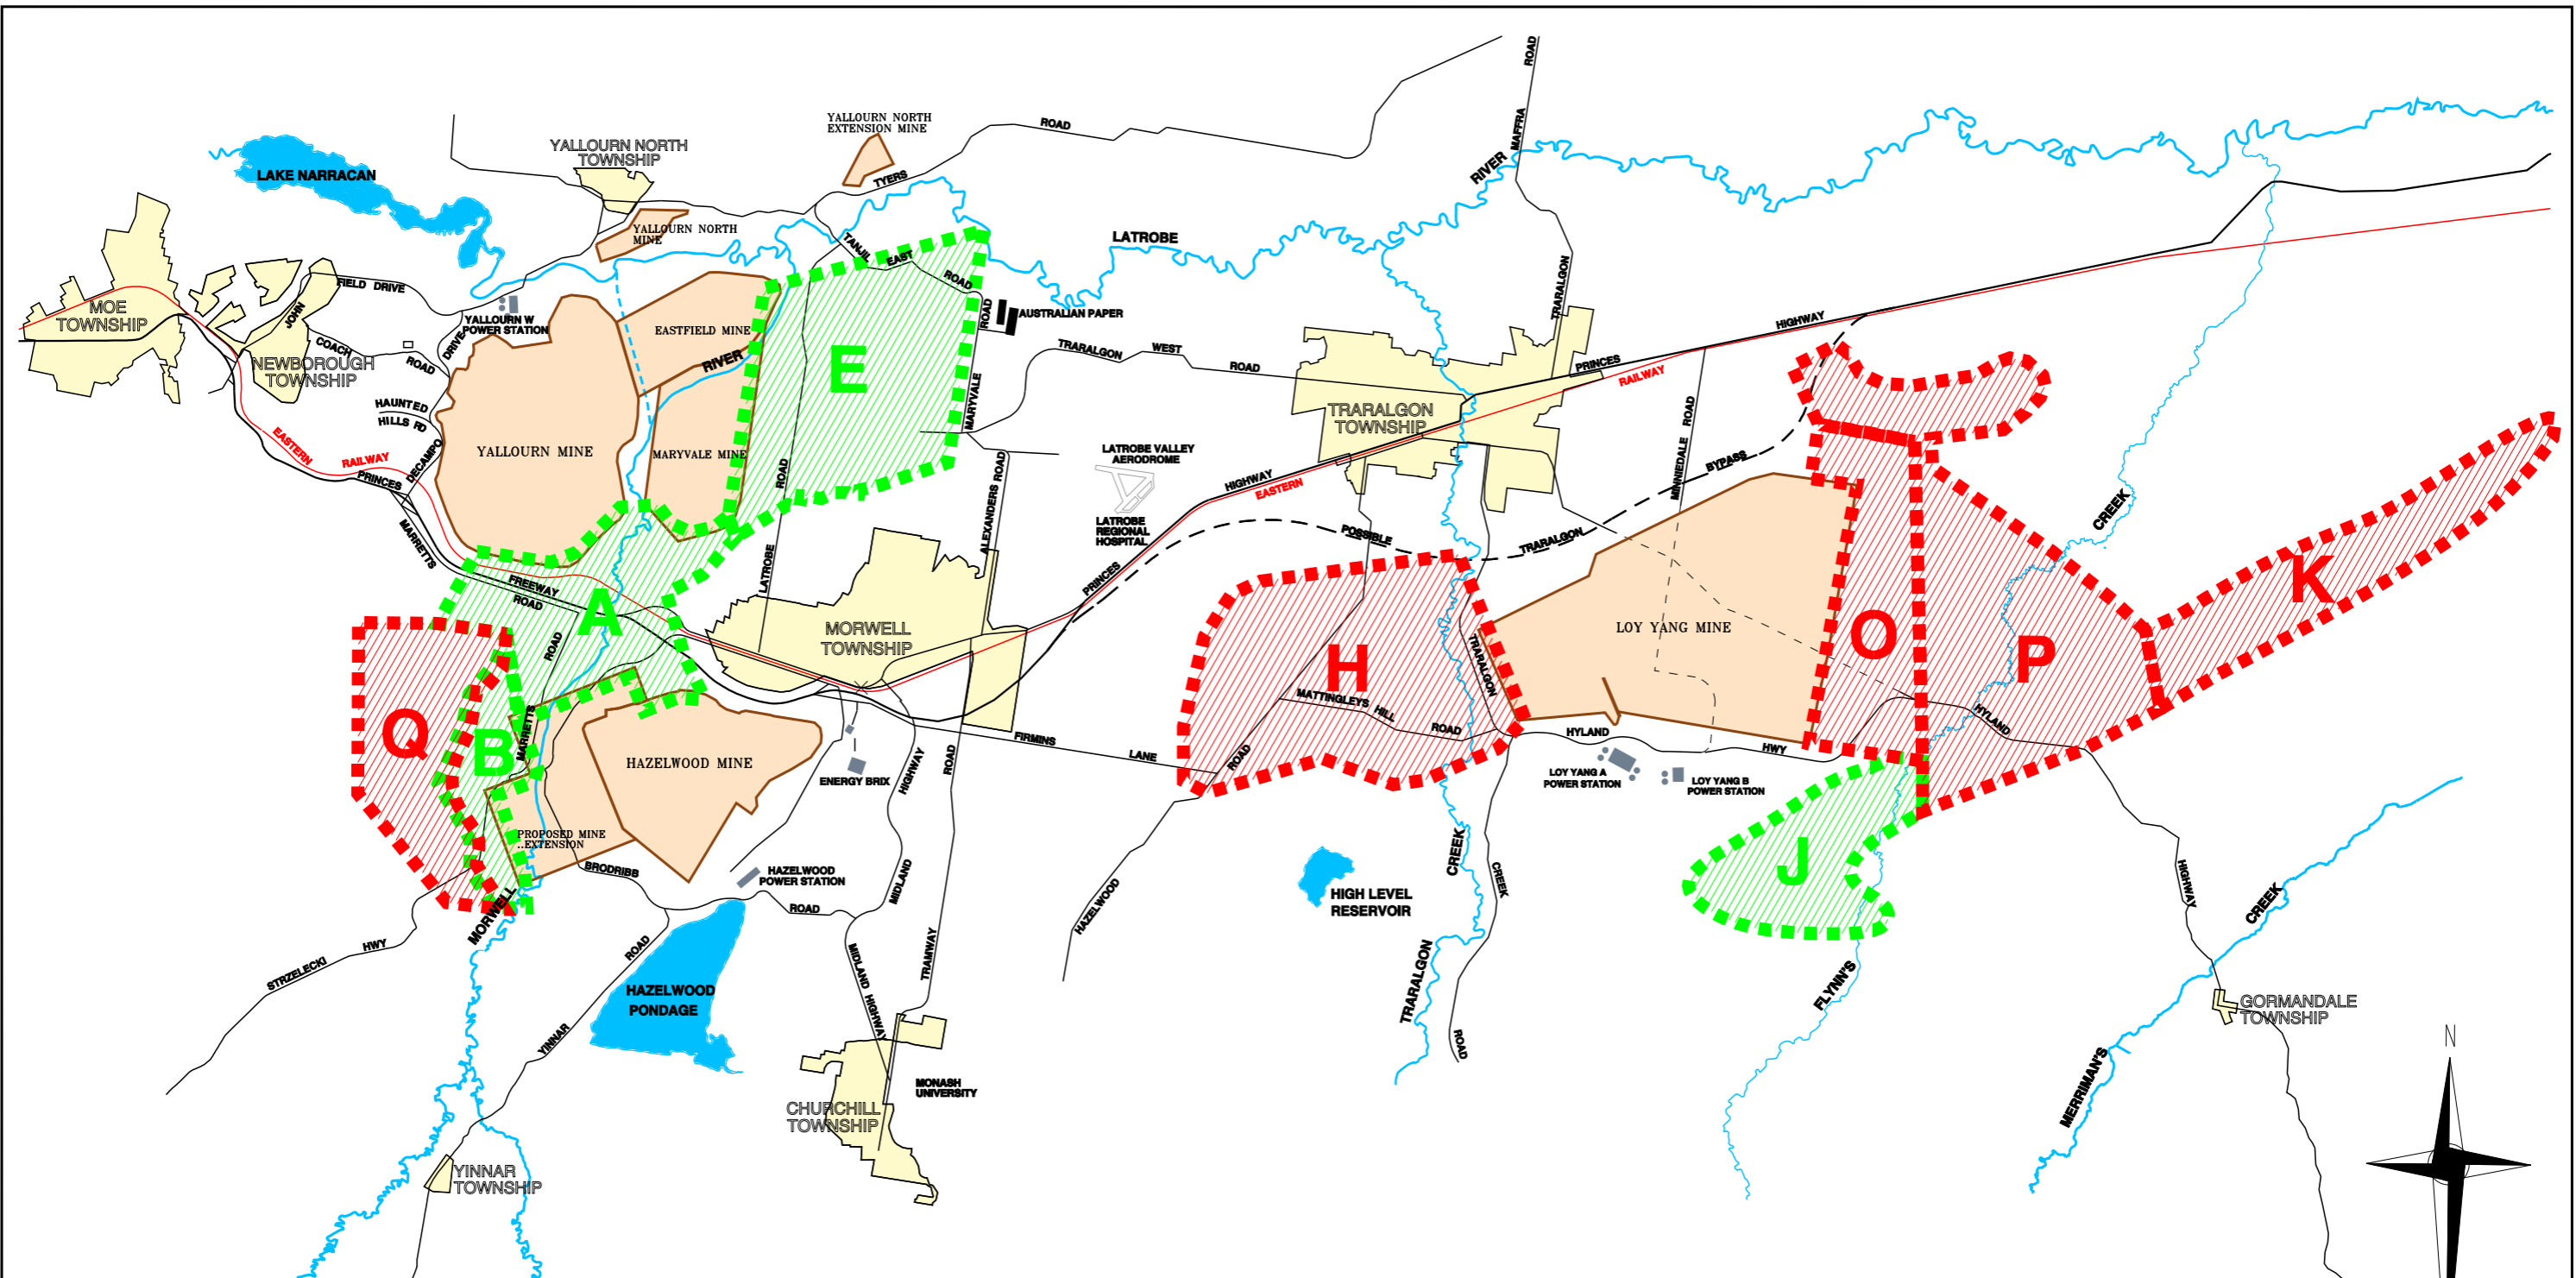 YALLOURN NORTH
EXTENSION MINE
ROAD
ROAD
MAFFRA
YALLOURN NORTH
TOWNSHIP
LAKE NARRACAN
TYERS
RIVER
YALLOURN NORTH
MINE
TANJIL
EAST
ROAD
LATROBE
FIELD DRIVE
JOHN
MOE
TOWNSHIP
YALLOURN W
POWER STATION
DRIVE
EASTFIELD MINE
RIVER
ROAD
AUSTRALIAN PAPER
TRARALGON
HIGHWAY
COACH
ROAD
NEWBOROUGH
TOWNSHIP
E
TRARALGON
WEST
ROAD
PRINCES
RAILWAY
HAUNTED
HILLS RD
DECAMPO
MARYVALE
TRARALGON
TOWNSHIP
MINNIEDALE ROAD
EASTERN
RAILWAY
PRINCES
YALLOURN MINE
MARYVALE MINE
ROAD
LATROBE VALLEY
AERODROME
ALEXANDERS ROAD
HIGHWAY
EASTERN
BYPASS
CREEK
LATROBE
REGIONAL
HOSPITAL
MARRETTS
POSSIBLE
TRARALGON
LATROBE
FREEWAY
ROAD
PRINCES
A
K
MORWELL
TOWNSHIP
ROAD
LOY YANG MINE
O
P
H
TRARALGON
MATTINGLEYS
HILL
ROAD
Q
B
MARRETTS
HAZELWOOD MINE
HYLAND
HYLAND
HWY
FIRMINS
LANE
ROAD
ROAD
HIGHWAY
ENERGY BRIX
LOY YANG A
POWER STATION
LOY YANG B
POWER STATION
PROPOSED MINE
..EXTENSION
BRODRIBB
HAZELWOOD
POWER STATION
ROAD
MIDLAND
CREEK
CREEK
J
HIGH LEVEL
RESERVOIR
HIGHWAY
CREEK
MORWELL
HAZELWOOD
HWY
STRZELECKI
ROAD
MIDLAND HIGHWAY
TRAMWAY
TRARALGON
FLYNN'S
HAZELWOOD
PONDAGE
GORMANDALE
TOWNSHIP
YINNAR
ROAD
N
MONASH
UNIVERSITY
MERRIMAN'S
CHURCHILL
TOWNSHIP
YINNAR
TOWNSHIP